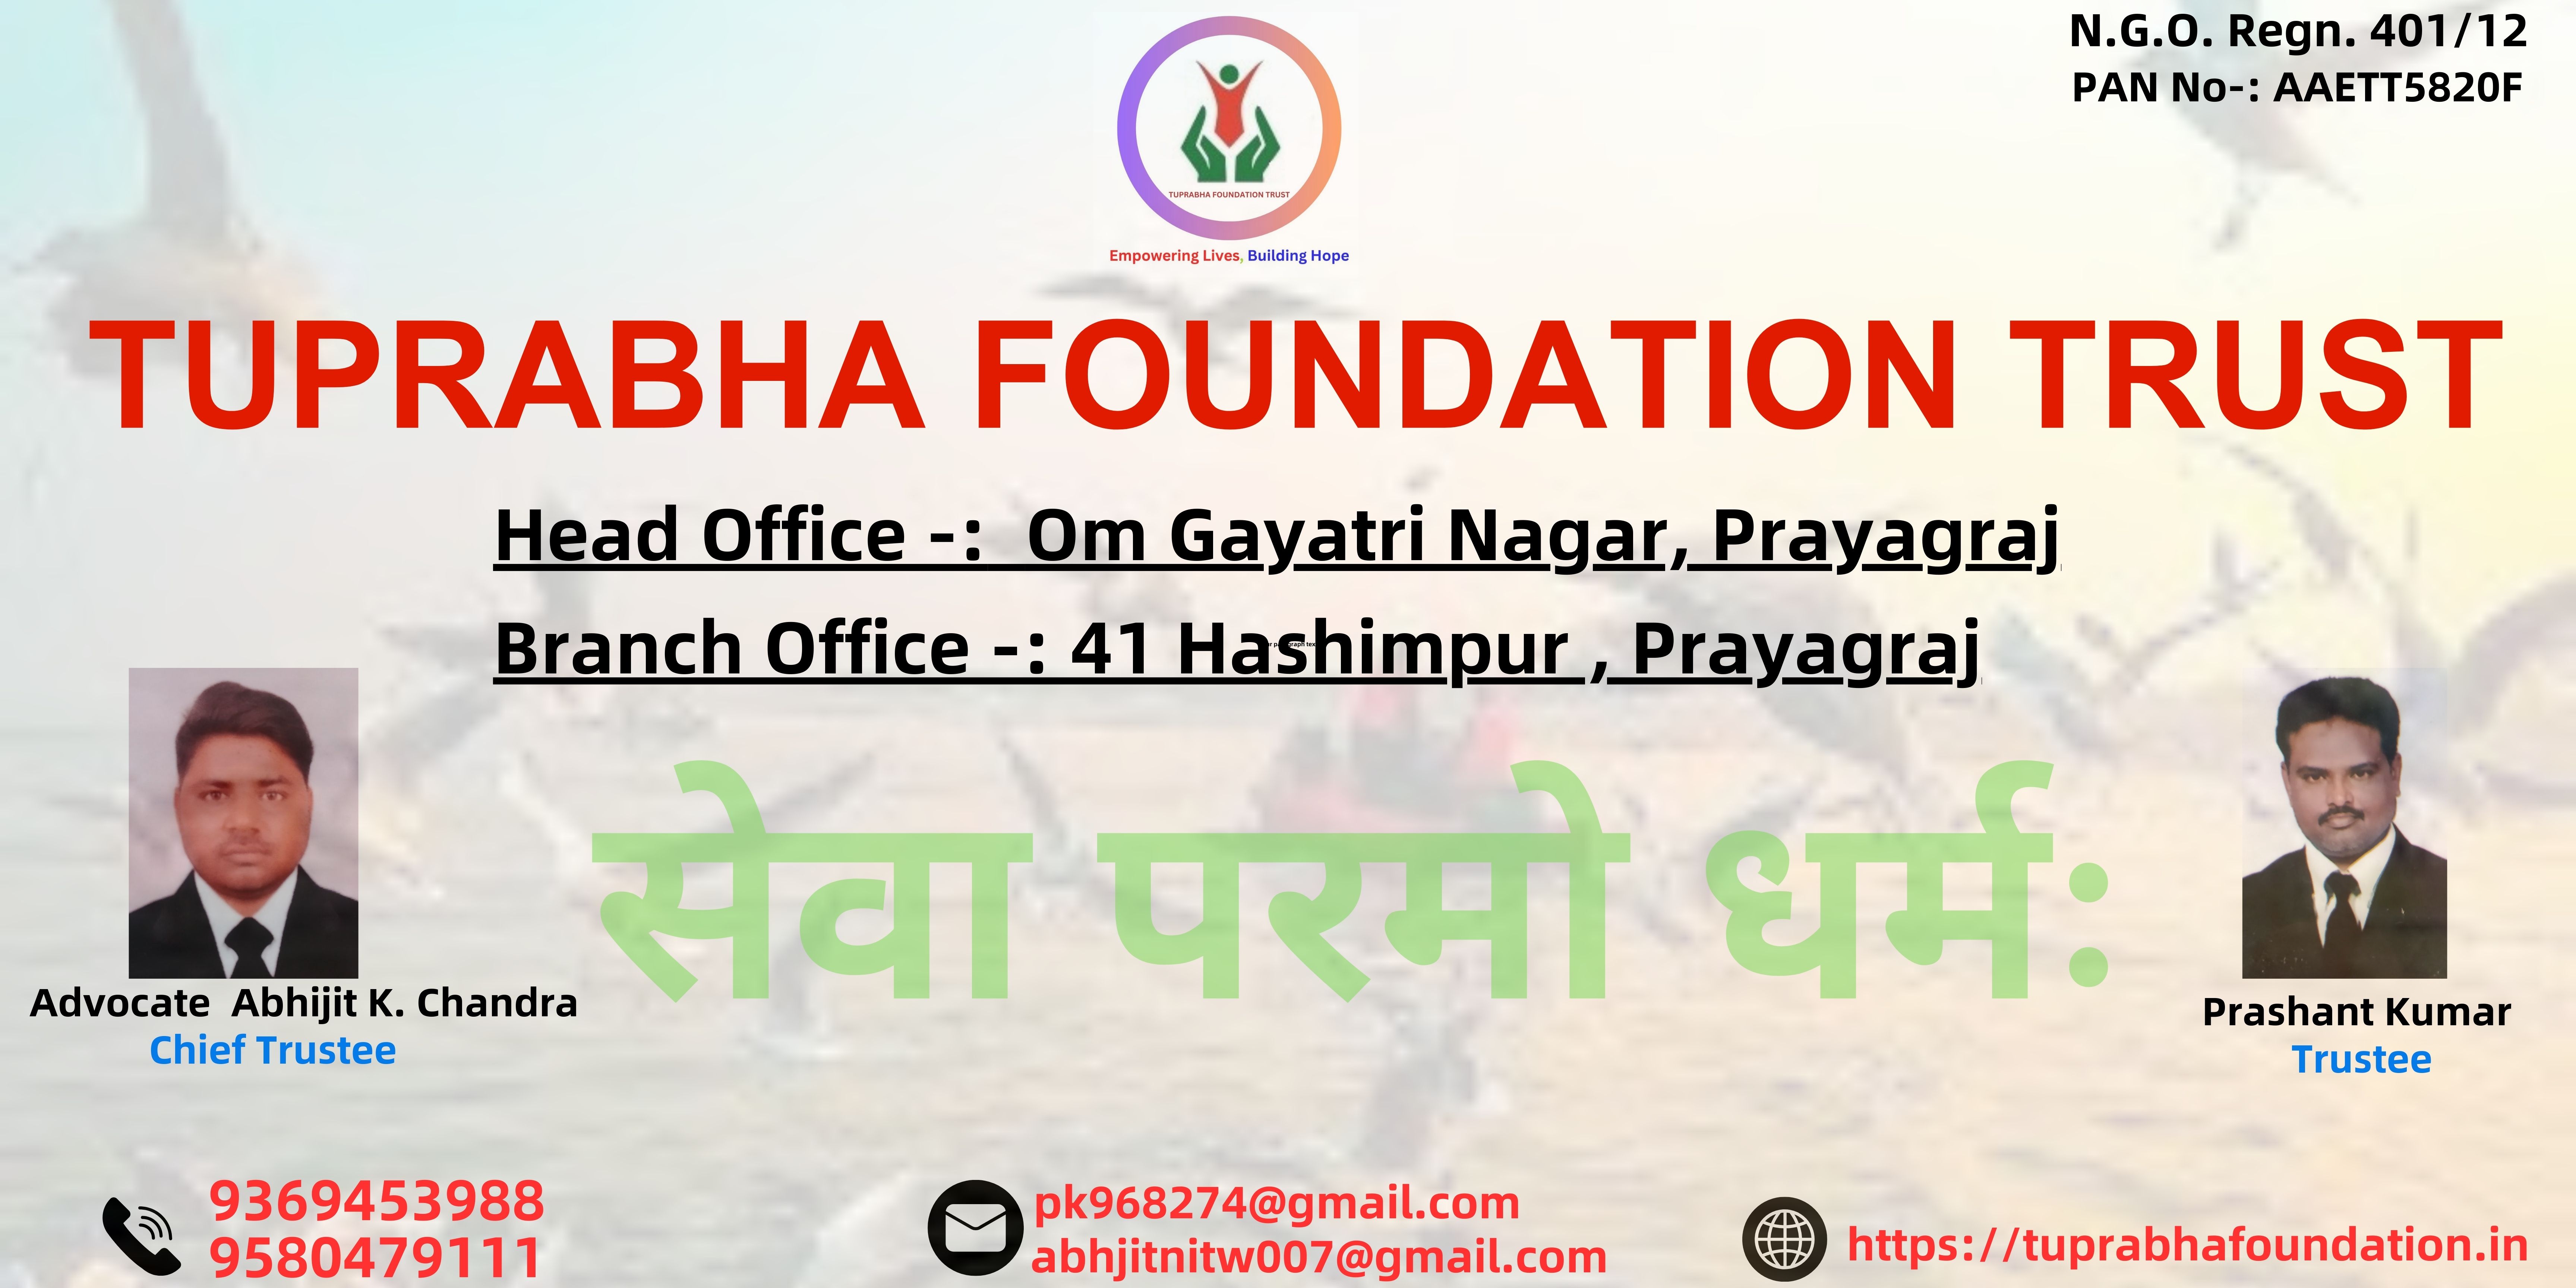 N.G.O. Regn. 401/12
PAN No-: AAETT5820F
TUPRABHA FOUNDATION TRUST
Empowering Lives, Building Hope
TUPRABHA FOUNDATION TRUST
Head Office -: Om Gayatri Nagar, Prayagraj
Branch Office -: 41 Hashimpur , Prayagraj
सेवा परमो धर्मः
Advocate Abhijit K. Chandra
Chief Trustee
Prashant Kumar
Trustee
9369453988
9580479111
pk968274@gmail.com
abhjitnitw007@gmail.com
https://tuprabhafoundation.in